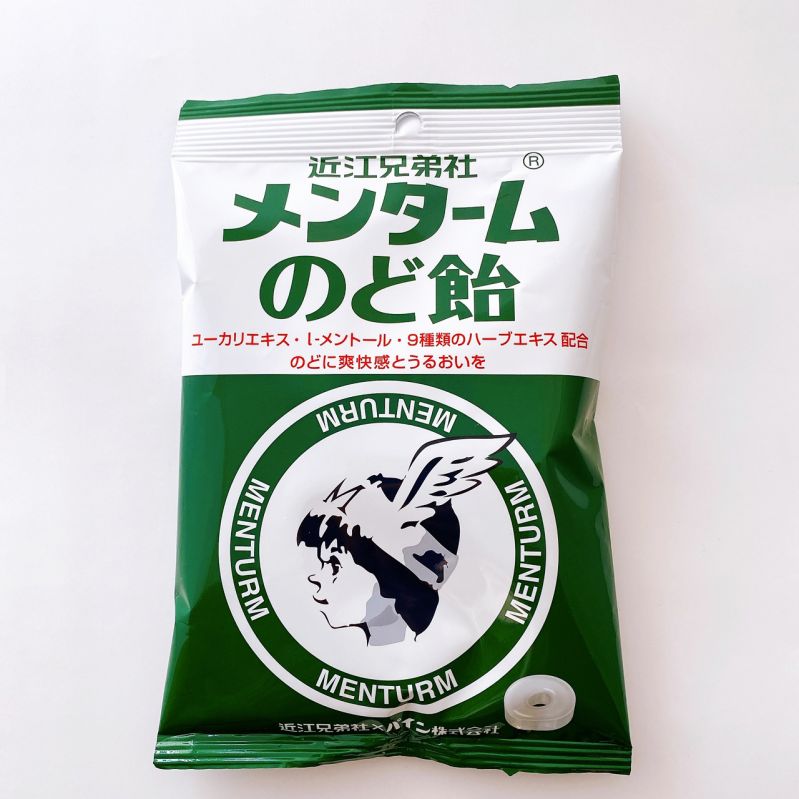 近江兄弟社
®
メンターム
のど飴
ユーカリエキス・l-メントール・9種類のハーブエキス配合
のどに爽快感とうるおいを
MENTURM
MENTURM
MENTURM
MENTURM
近江兄弟社×パイン株式会社